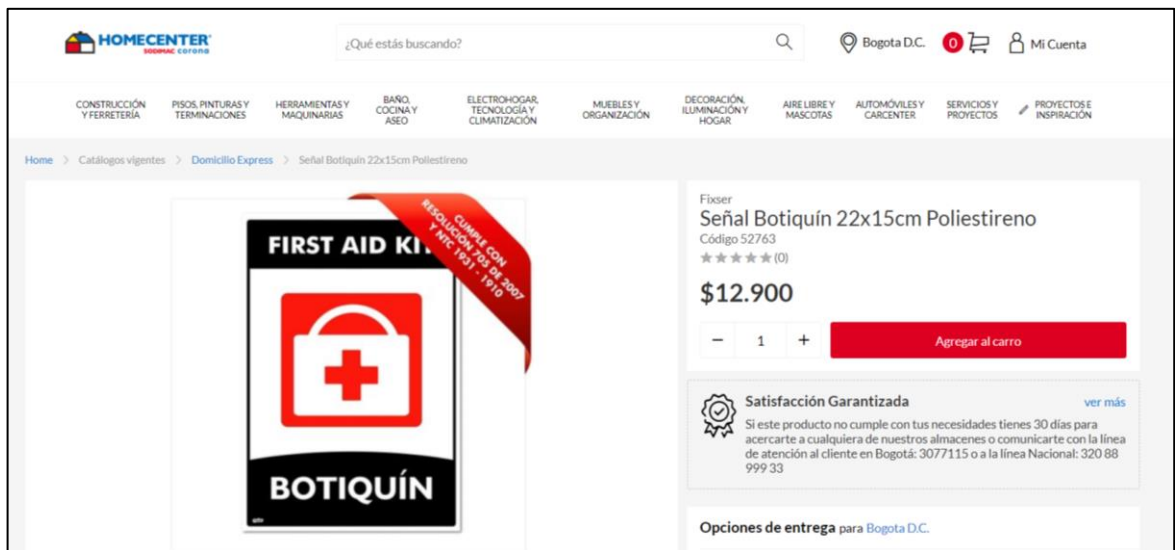 HOMECENTER
SODIMAC corona
¿Qué estás buscando?
Bogota D.C.
0
Mi Cuenta
CONSTRUCCIÓN
Y FERRETERÍA
PISOS, PINTURAS Y
TERMINACIONES
HERRAMIENTAS Y
MAQUINARIAS
BAÑO,
COCINA Y
ASEO
ELECTROHOGAR,
TECNOLOGÍA Y
CLIMATIZACIÓN
MUEBLES Y
ORGANIZACIÓN
DECORACIÓN,
ILUMINACIÓN Y
HOGAR
AIRE LIBRE Y
MASCOTAS
AUTOMÓVILES Y
CARCENTER
SERVICIOS Y
PROYECTOS
PROYECTOS E
INSPIRACIÓN
Home > Catálogos vigentes > Domicilio Express > Señal Botiquín 22x15cm Poliestireno
FIRST AID
CUMPLE CON
RESOLUCIÓN 705 DE 2007
Y NTC 1931 - 1910
BOTIQUÍN
Fixser
Señal Botiquín 22x15cm Poliestireno
Código 52763
(0)
$12.900
− 1 +
Agregar al carro
Satisfacción Garantizada
ver más
Si este producto no cumple con tus necesidades tienes 30 días para
acercarte a cualquiera de nuestros almacenes o comunicarte con la línea
de atención al cliente en Bogotá: 3077115 o a la línea Nacional: 320 88
999 33
Opciones de entrega para Bogota D.C.